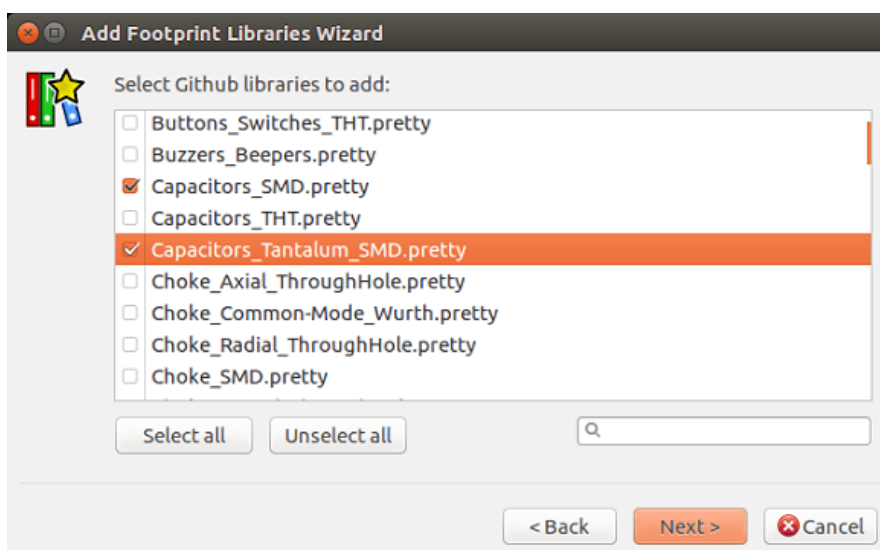 Add Footprint Libraries Wizard
Select Github libraries to add:
Buttons_Switches_THT.pretty
Buzzers_Beepers.pretty
Capacitors_SMD.pretty
Capacitors_THT.pretty
Capacitors_Tantalum_SMD.pretty
Choke_Axial_ThroughHole.pretty
Choke_Common-Mode_Wurth.pretty
Choke_Radial_ThroughHole.pretty
Choke_SMD.pretty
Select all Unselect all
< Back Next > Cancel